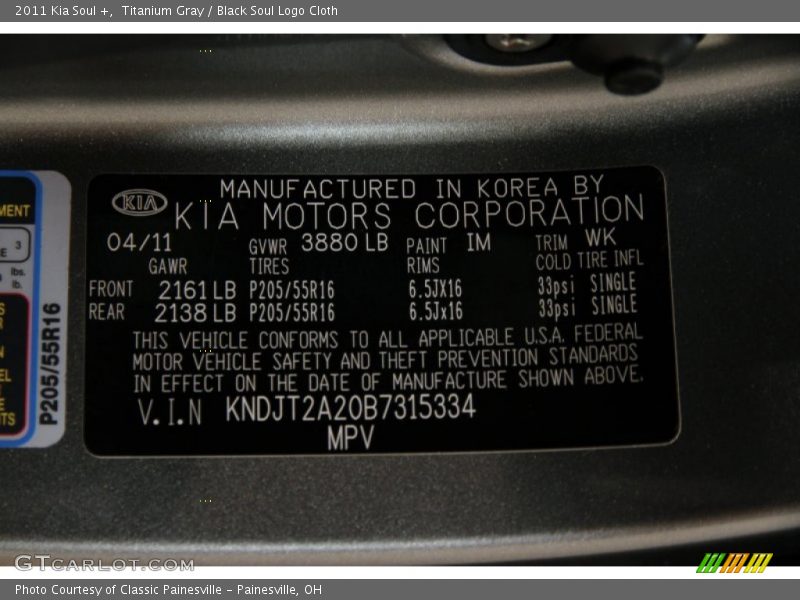 2011 Kia Soul +,  Titanium Gray / Black Soul Logo Cloth
KIA
MANUFACTURED IN KOREA BY
KIA MOTORS CORPORATION
04/11 GVWR 3880 LB PAINT IM TRIM WK
GAWR TIRES RIMS COLD TIRE INFL
FRONT 2161 LB P205/55R16 6.5JX16 33psi SINGLE
REAR 2138 LB P205/55R16 6.5Jx16 33psi SINGLE
THIS VEHICLE CONFORMS TO ALL APPLICABLE U.S.A. FEDERAL
MOTOR VEHICLE SAFETY AND THEFT PREVENTION STANDARDS
IN EFFECT ON THE DATE OF MANUFACTURE SHOWN ABOVE.
V.I.N KNDJT2A20B7315334
MPV
MENT
3
lbs.
lb.
P205/55R16
GTCarLot.com
Photo Courtesy of Classic Painesville - Painesville, OH